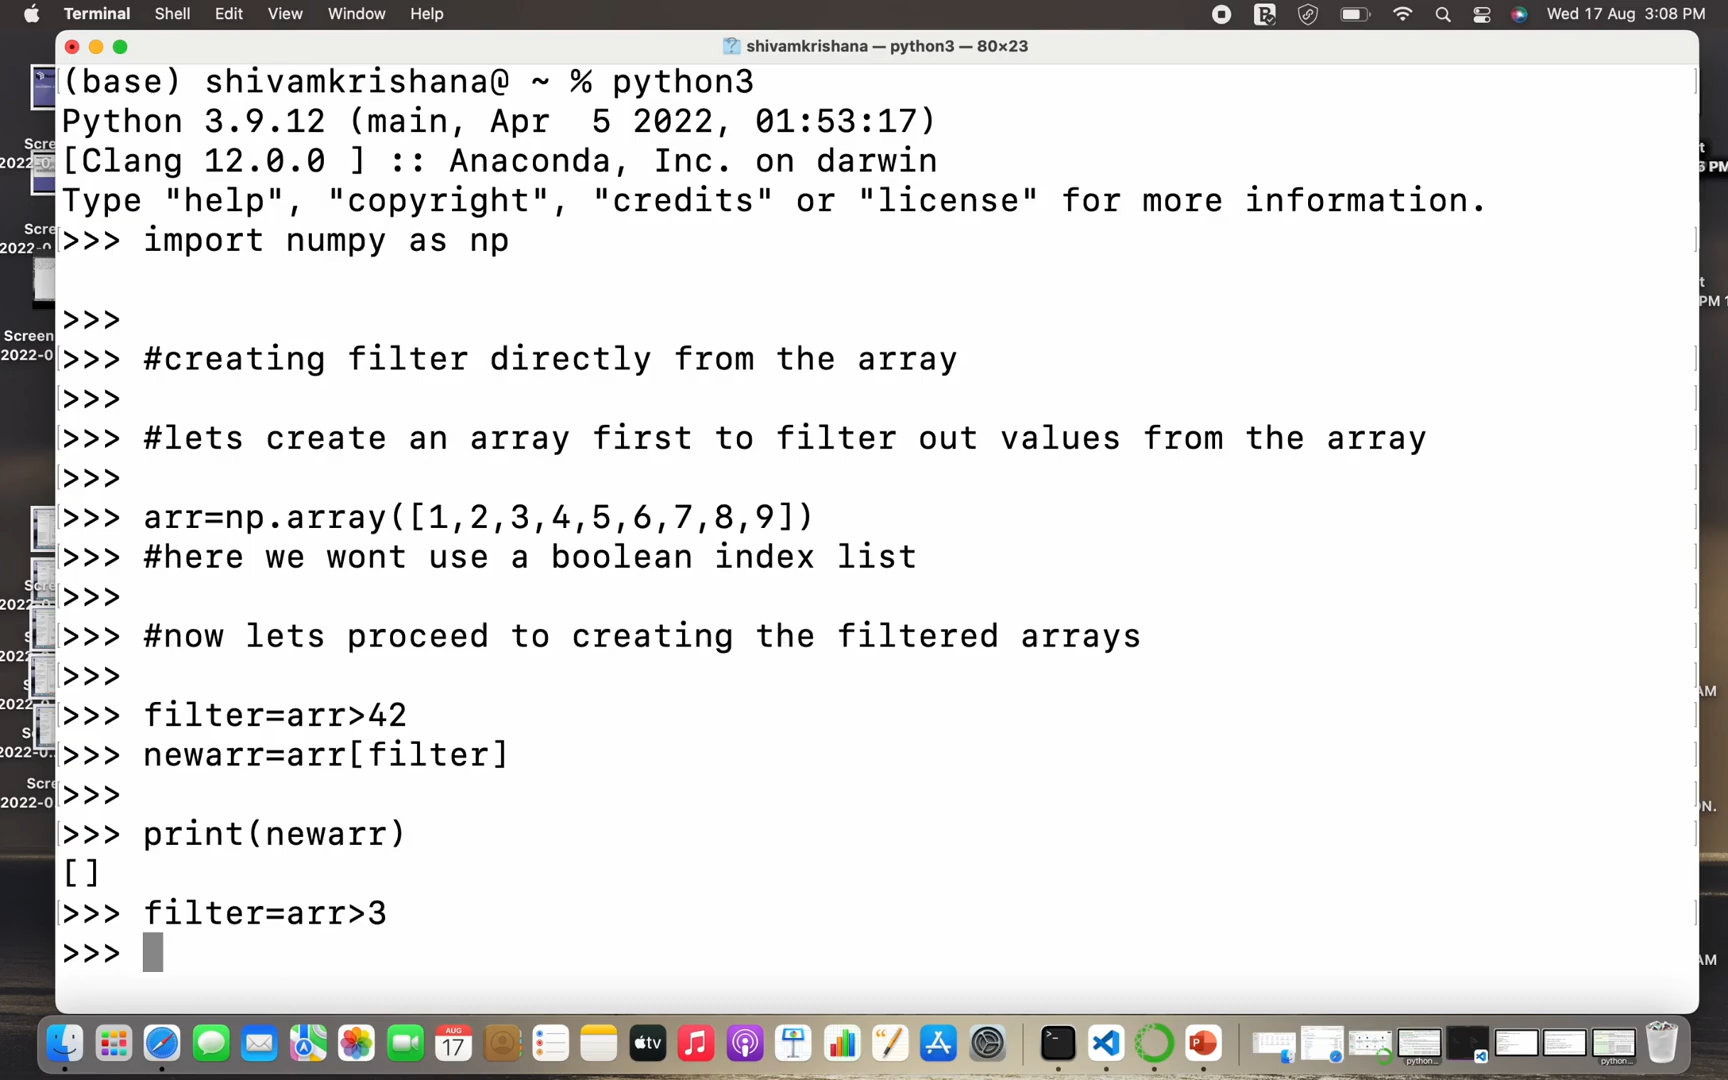 Terminal Shell Edit View Window Help Wed 17 Aug 3:08 PM
shivamkrishana — python3 — 80×23
(base) shivamkrishana@ ~ % python3
Python 3.9.12 (main, Apr  5 2022, 01:53:17)
[Clang 12.0.0 ] :: Anaconda, Inc. on darwin
Type "help", "copyright", "credits" or "license" for more information.
>>> import numpy as np
>>>
>>> #creating filter directly from the array
>>>
>>> #lets create an array first to filter out values from the array
>>>
>>> arr=np.array([1,2,3,4,5,6,7,8,9])
>>> #here we wont use a boolean index list
>>>
>>> #now lets proceed to creating the filtered arrays
>>>
>>> filter=arr>42
>>> newarr=arr[filter]
>>>
>>> print(newarr)
[]
>>> filter=arr>3
>>>
AUG
17
tv